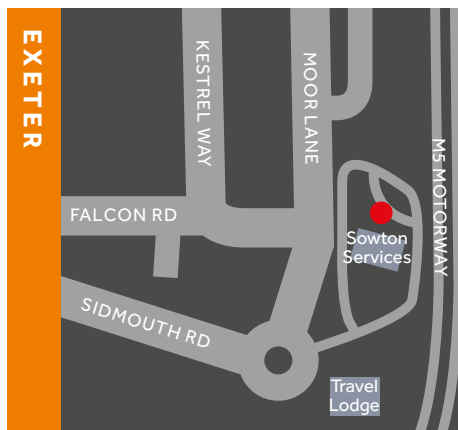 EXETER
KESTREL WAY
MOOR LANE
M5 MOTORWAY
FALCON RD
Sowton
Services
SIDMOUTH RD
Travel
Lodge